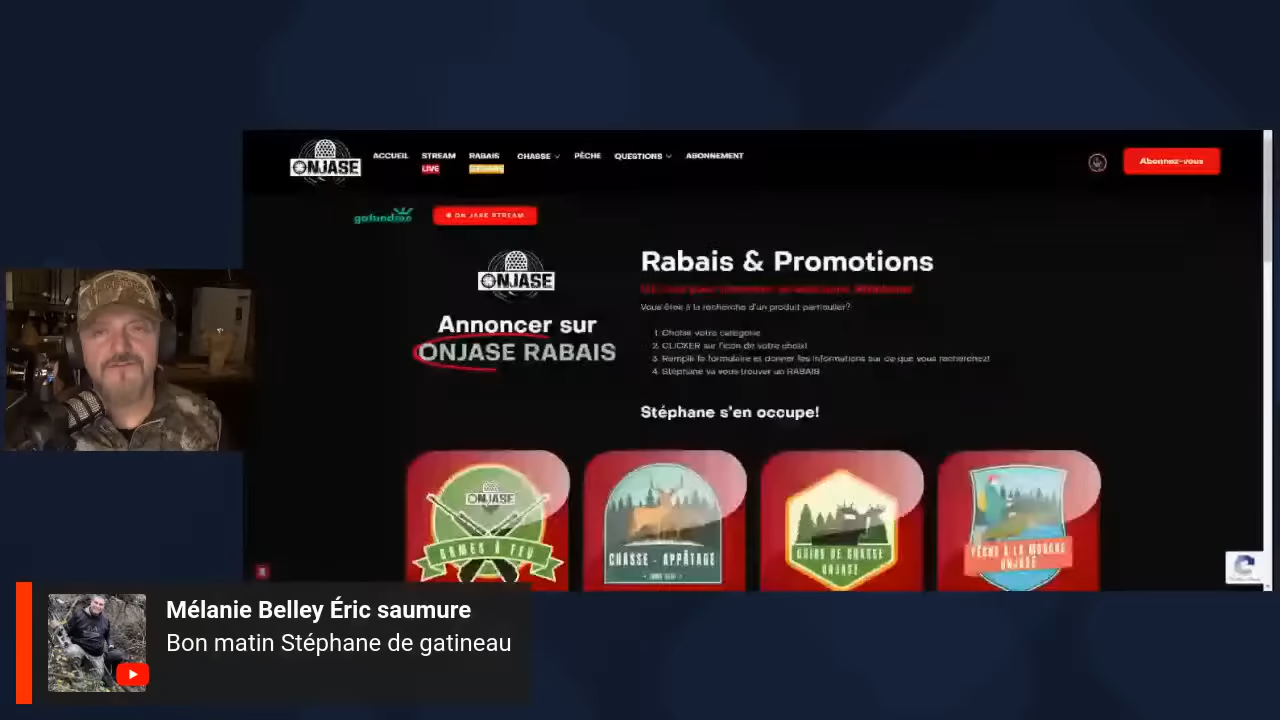 ONJASE
ACCUEIL
STREAM
LIVE
RABAIS
CHASSE
PÊCHE
QUESTIONS
ABONNEMENT
Abonnez-vous
gofundme
ON JASE STREAM
ONJASE
Annoncer sur
ONJASE RABAIS
Rabais & Promotions
Vous êtes à la recherche d'un produit particulier?
1. Choisir votre catégorie
2. CLICKER sur l'icon de votre choix!
3. Remplir le formulaire et donner les informations sur ce que vous recherchez!
4. Stéphane va vous trouver un RABAIS
Stéphane s'en occupe!
ONJASE
ARMES À FEU
CHASSE - APPÂTAGE
GUIDE DE CHASSE
ONJASE
PÊCHE À LA MOUCHE
ONJASE
Mélanie Belley Éric saumure
Bon matin Stéphane de gatineau